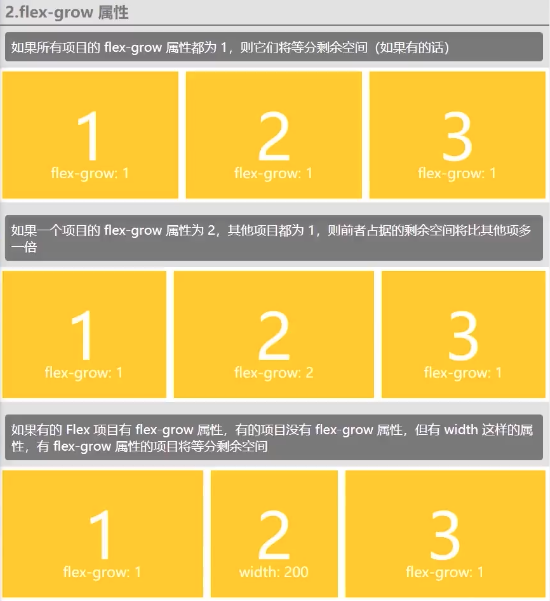 2.flex-grow 属性
如果所有项目的 flex-grow 属性都为 1，则它们将等分剩余空间（如果有的话）
1 2 3
flex-grow: 1 flex-grow: 1 flex-grow: 1
如果一个项目的 flex-grow 属性为 2，其他项目都为 1，则前者占据的剩余空间将比其他项多
一倍
1 2 3
flex-grow: 1 flex-grow: 2 flex-grow: 1
如果有的 Flex 项目有 flex-grow 属性，有的项目没有 flex-grow 属性，但有 width 这样的属
性，有 flex-grow 属性的项目将等分剩余空间
1 2 3
flex-grow: 1 width: 200 flex-grow: 1